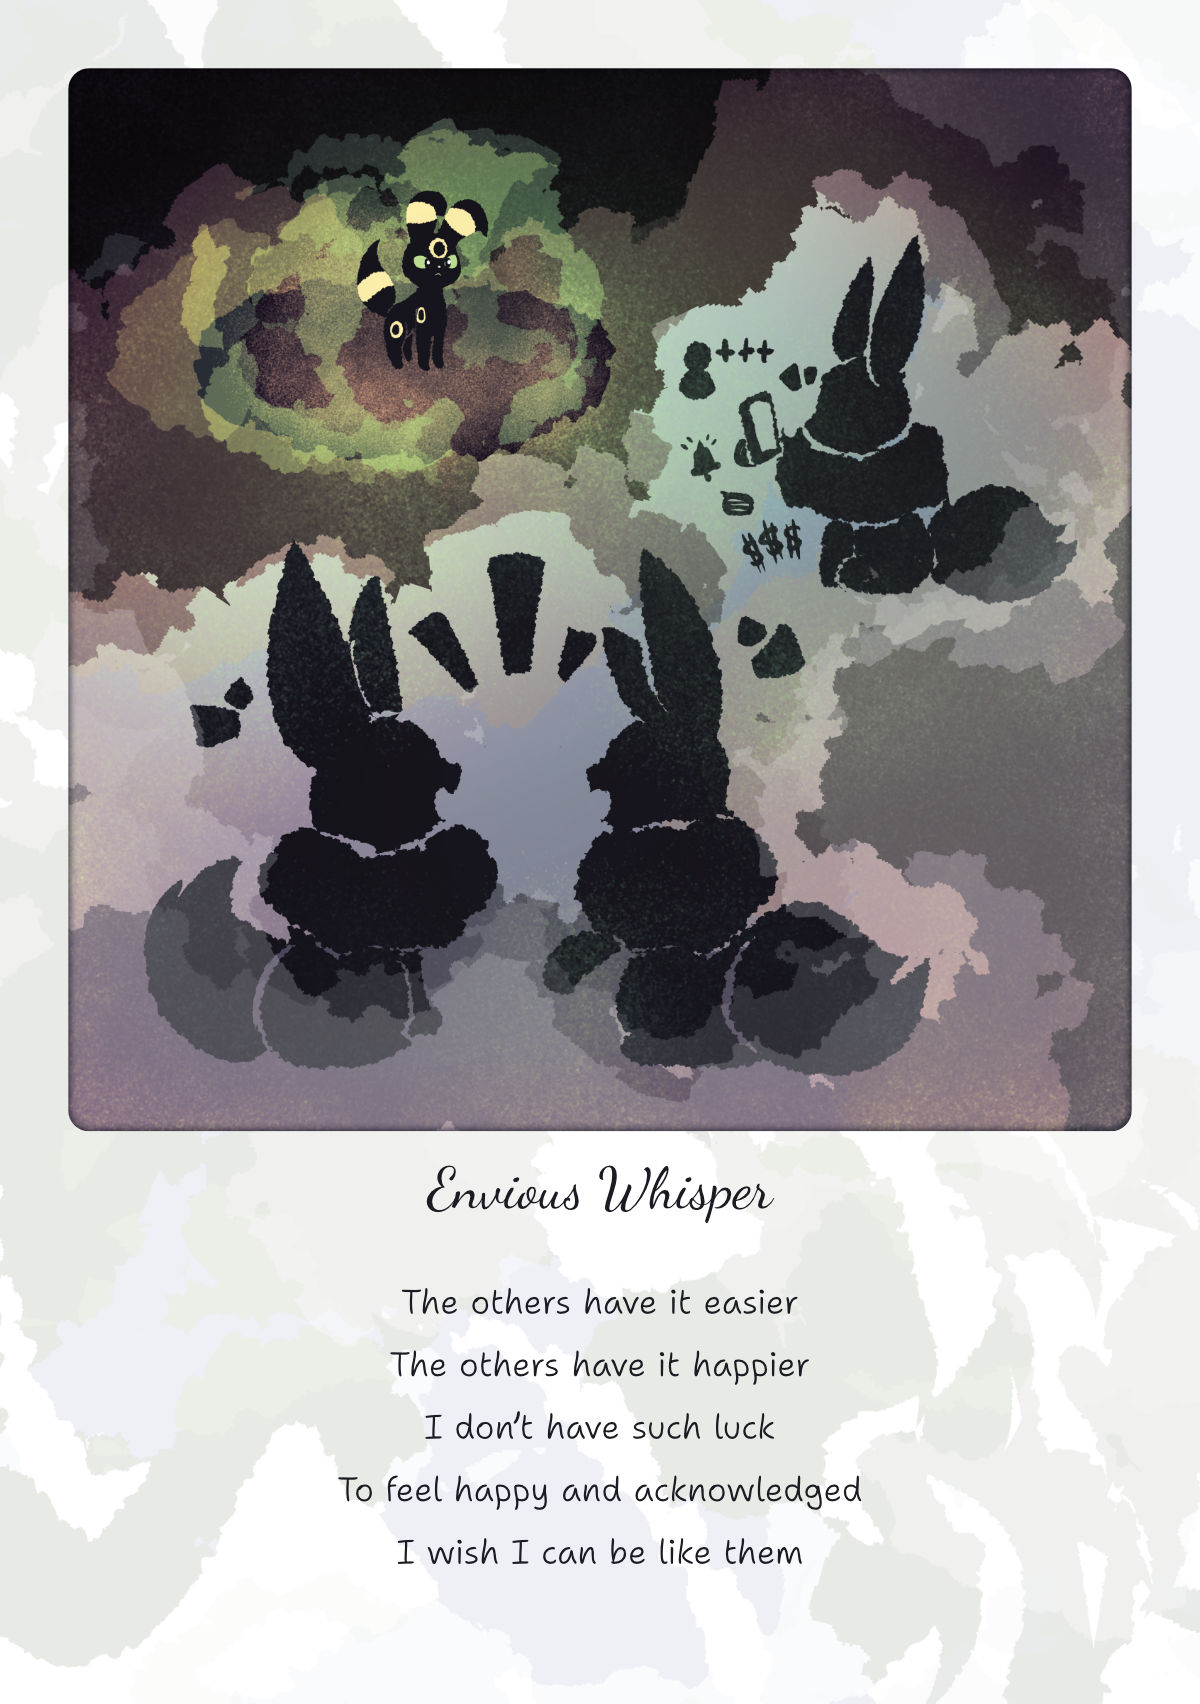 +++
$$$
Envious Whisper
The others have it easier
The others have it happier
I don't have such luck
To feel happy and acknowledged
I wish I can be like them